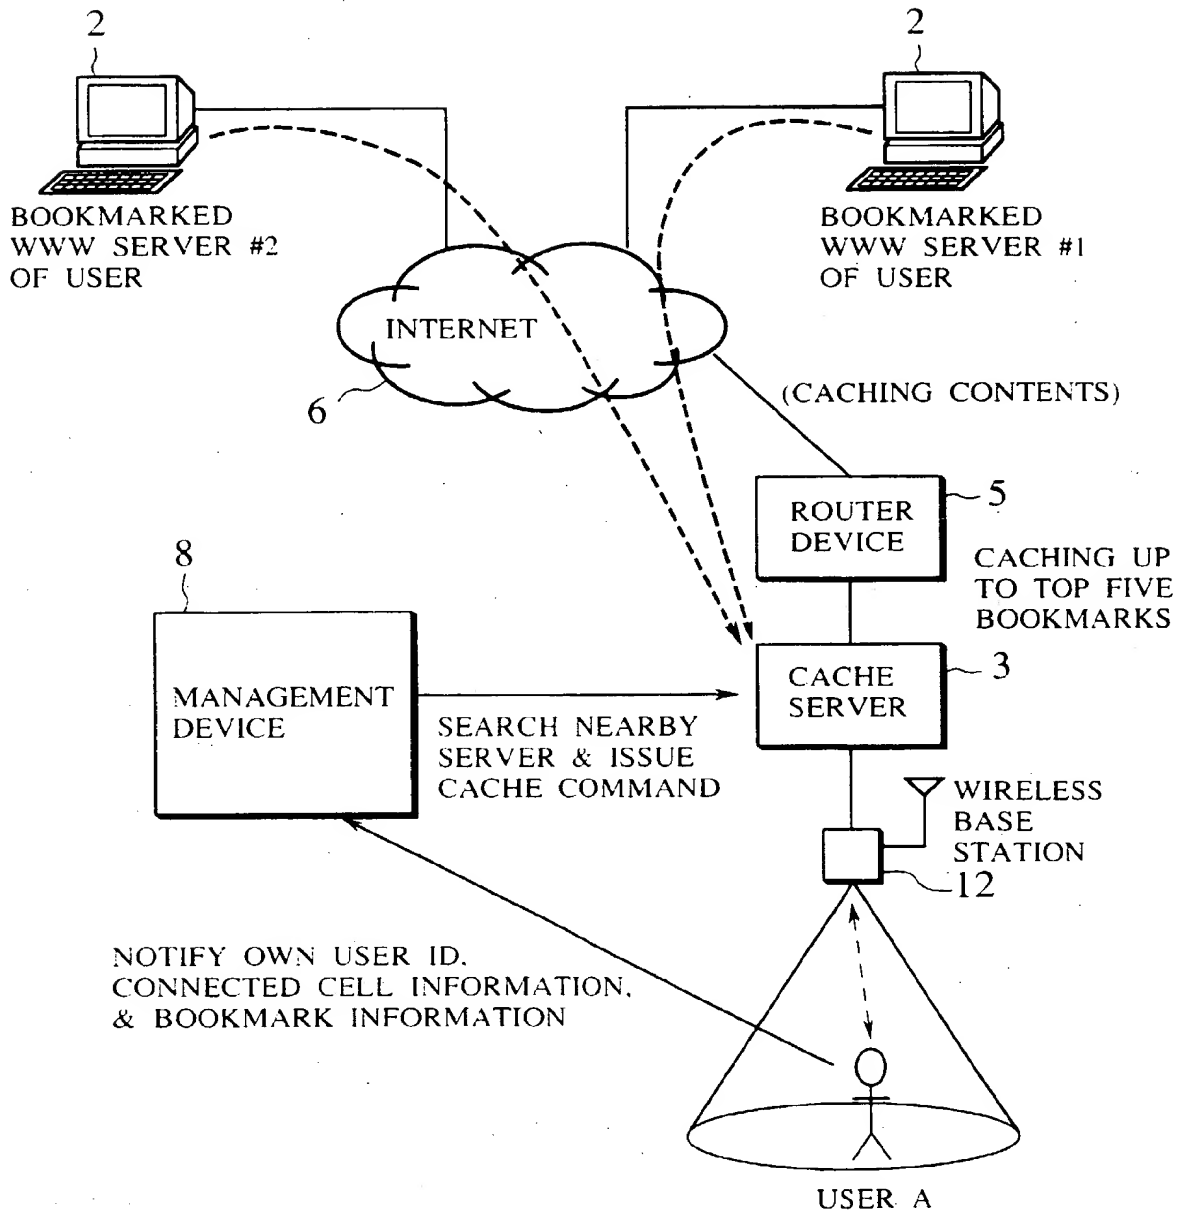 2
2
BOOKMARKED
WWW SERVER #2
OF USER
BOOKMARKED
WWW SERVER #1
OF USER
INTERNET
6
(CACHING CONTENTS)
ROUTER
DEVICE
5
CACHING UP
TO TOP FIVE
BOOKMARKS
8
MANAGEMENT
DEVICE
SEARCH NEARBY
SERVER & ISSUE
CACHE COMMAND
CACHE
SERVER
3
WIRELESS
BASE
STATION
12
NOTIFY OWN USER ID,
CONNECTED CELL INFORMATION,
& BOOKMARK INFORMATION
USER A